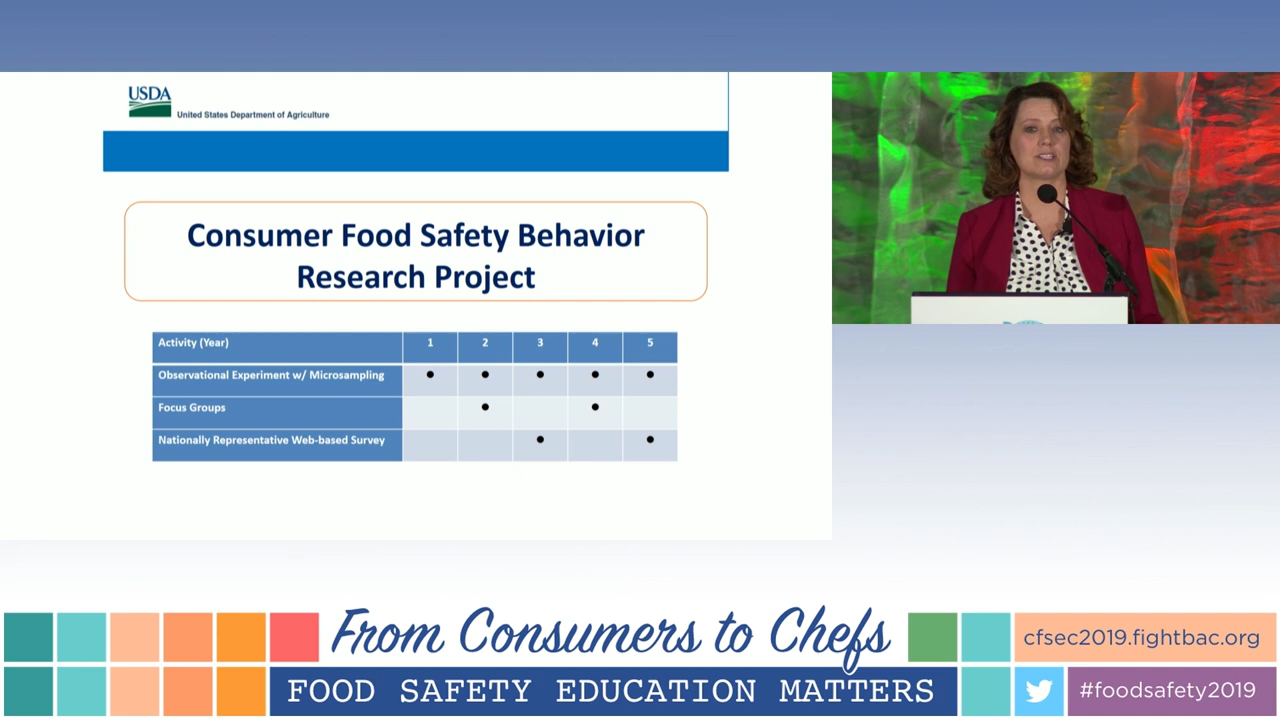 USDA
United States Department of Agriculture
Consumer Food Safety Behavior
Research Project
Activity (Year) 1 2 3 4 5
Observational Experiment w/ Microsampling • • • • •
Focus Groups • •
Nationally Representative Web-based Survey • •
From Consumers to Chefs
FOOD SAFETY EDUCATION MATTERS
cfsec2019.fightbac.org
#foodsafety2019